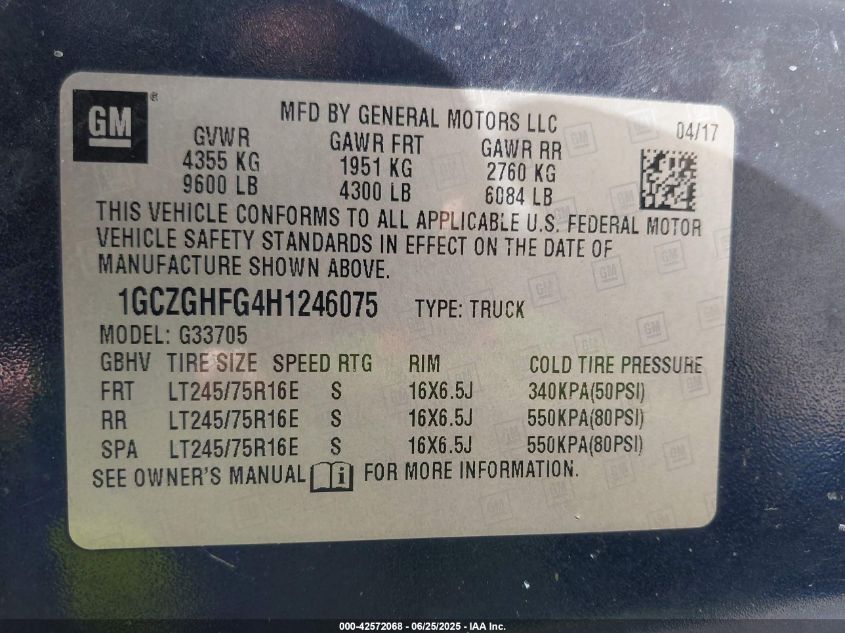 GM®
MFD BY GENERAL MOTORS LLC
04/17
GVWR GAWR FRT GAWR RR
4355 KG 1951 KG 2760 KG
9600 LB 4300 LB 6084 LB
THIS VEHICLE CONFORMS TO ALL APPLICABLE U.S. FEDERAL MOTOR
VEHICLE SAFETY STANDARDS IN EFFECT ON THE DATE OF
MANUFACTURE SHOWN ABOVE.
1GCZGHFG4H1246075 TYPE: TRUCK
MODEL: G33705
GBHV TIRE SIZE SPEED RTG RIM COLD TIRE PRESSURE
FRT LT245/75R16E S 16X6.5J 340KPA(50PSI)
RR LT245/75R16E S 16X6.5J 550KPA(80PSI)
SPA LT245/75R16E S 16X6.5J 550KPA(80PSI)
SEE OWNER'S MANUAL i FOR MORE INFORMATION.
000-42572068 - 06/25/2025 - IAA Inc.